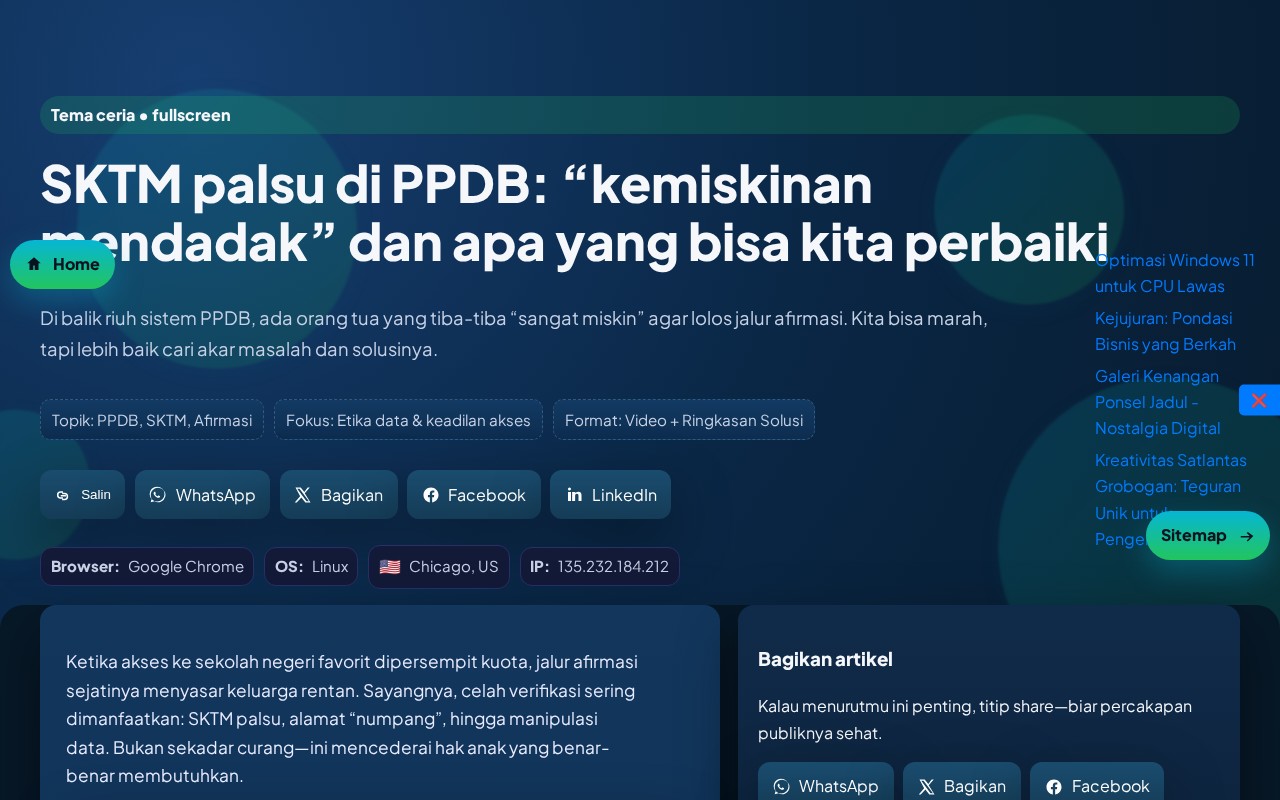 Tema ceria • fullscreen
SKTM palsu di PPDB: “kemiskinan
mendadak” dan apa yang bisa kita perbaiki
Home
Di balik riuh sistem PPDB, ada orang tua yang tiba-tiba “sangat miskin” agar lolos jalur afirmasi. Kita bisa marah,
tapi lebih baik cari akar masalah dan solusinya.
Topik: PPDB, SKTM, Afirmasi
Fokus: Etika data & keadilan akses
Format: Video + Ringkasan Solusi
Salin
WhatsApp
Bagikan
Facebook
LinkedIn
Browser: Google Chrome
OS: Linux
Chicago, US
IP: 135.232.184.212
Optimasi Windows 11
untuk CPU Lawas
Kejujuran: Pondasi
Bisnis yang Berkah
Galeri Kenangan
Ponsel Jadul -
Nostalgia Digital
Kreativitas Satlantas
Grobogan: Teguran
Unik
Sitemap →
Ketika akses ke sekolah negeri favorit dipersempit kuota, jalur afirmasi
sejatinya menyasar keluarga rentan. Sayangnya, celah verifikasi sering
dimanfaatkan: SKTM palsu, alamat “numpang”, hingga manipulasi
data. Bukan sekadar curang—ini mencederai hak anak yang benar-
benar membutuhkan.
Bagikan artikel
Kalau menurutmu ini penting, titip share—biar percakapan
publiknya sehat.
WhatsApp
Bagikan
Facebook